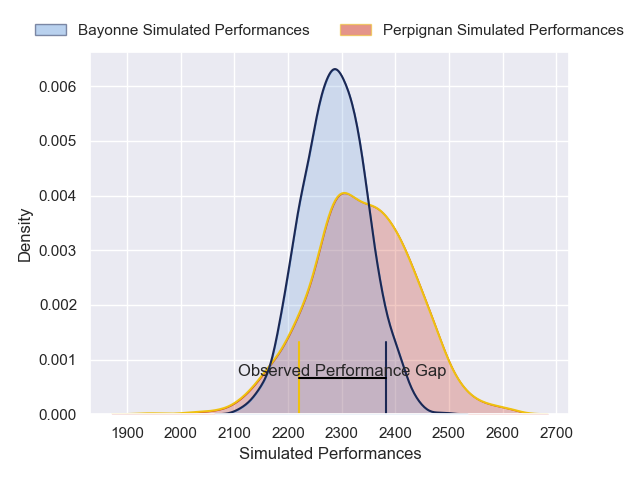 Bayonne Simulated Performances
Perpignan Simulated Performances
Density
0.006
0.005
0.004
0.003
0.002
0.001
0.000
Observed Performance Gap
1900 2000 2100 2200 2300 2400 2500 2600 2700
Simulated Performances